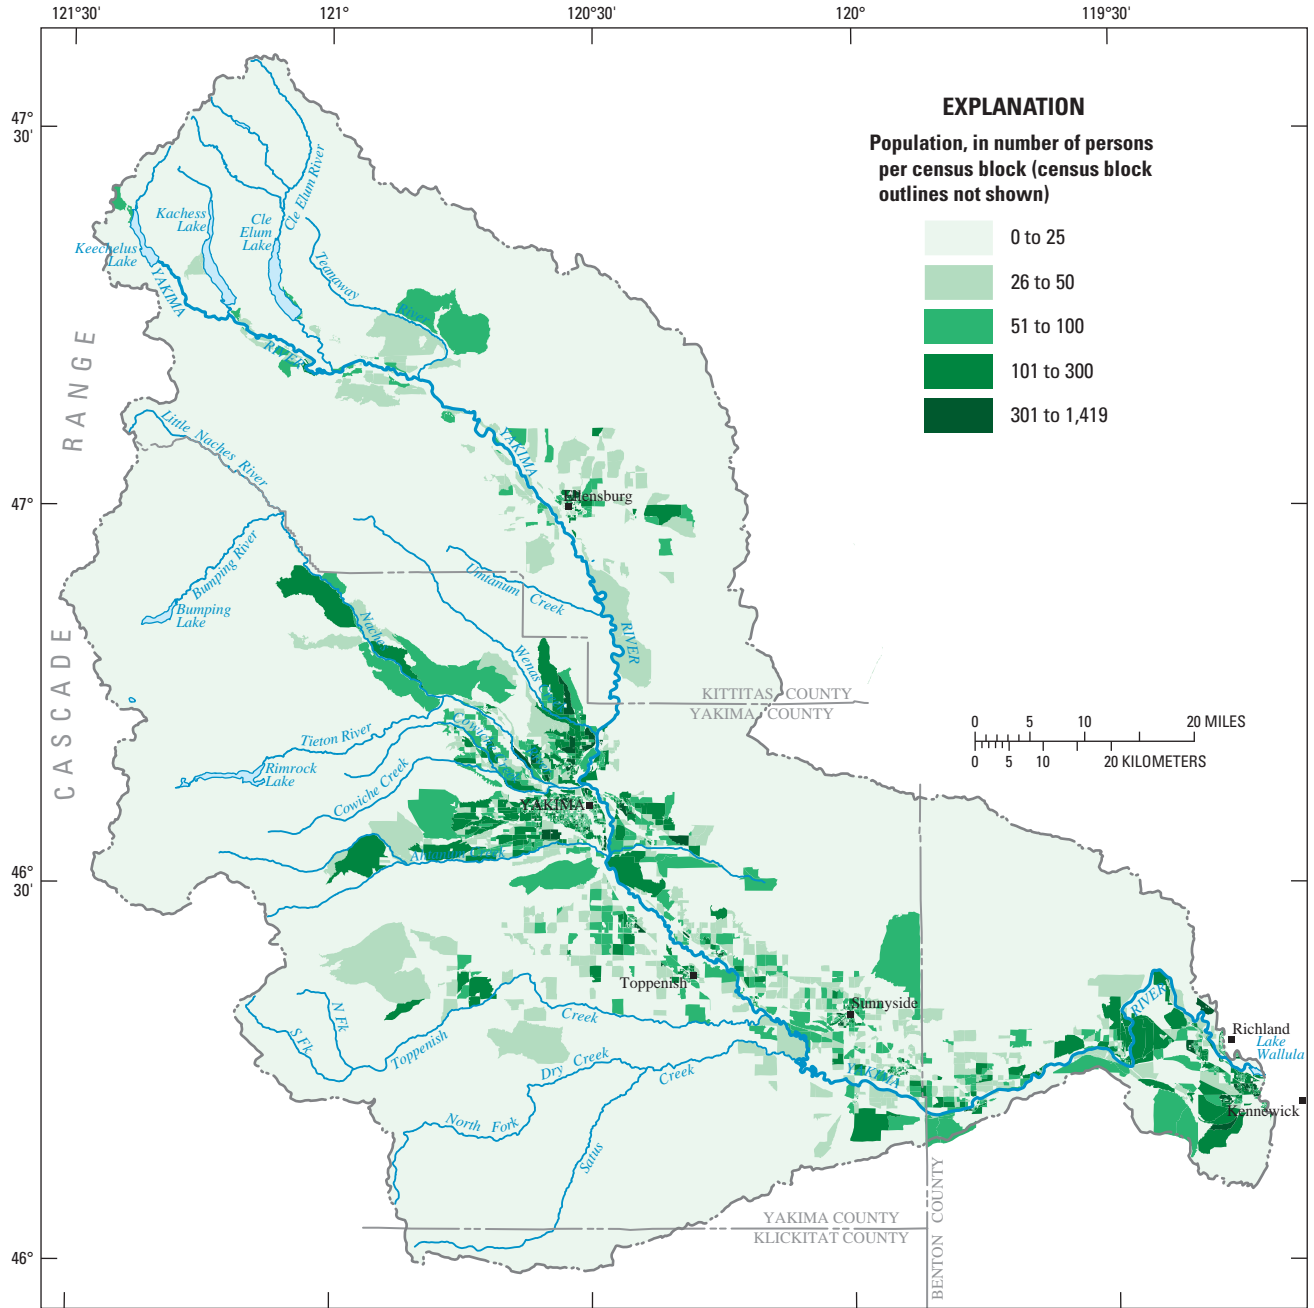 121°30'
121°
120°30'
120°
119°30'
47°
30'
EXPLANATION
Population, in number of persons
per census block (census block
outlines not shown)
0 to 25
26 to 50
51 to 100
101 to 300
301 to 1,419
Cle Elum River
Kachess
Lake
Cle
Elum
Lake
Keechelus
Lake
YAKIMA
RIVER
Teanaway
River
CASCADE RANGE
Little Naches River
YAKIMA
Ellensburg
47°
Bumping River
Bumping
Lake
Umtanum Creek
RIVER
Naches
Wenas
KITTITAS COUNTY
YAKIMA COUNTY
0 5 10 20 MILES
0 5 10 20 KILOMETERS
Tieton River
Rimrock
Lake
Cowiche Creek
YAKIMA
46°
30'
Toppenish
Sunnyside
N Fk
S Fk
Toppenish Creek
Dry Creek
Satus Creek
North Fork
YAKIMA
RIVER
Richland
Lake
Wallula
Kennewick
YAKIMA COUNTY
KLICKITAT COUNTY
BENTON COUNTY
46°